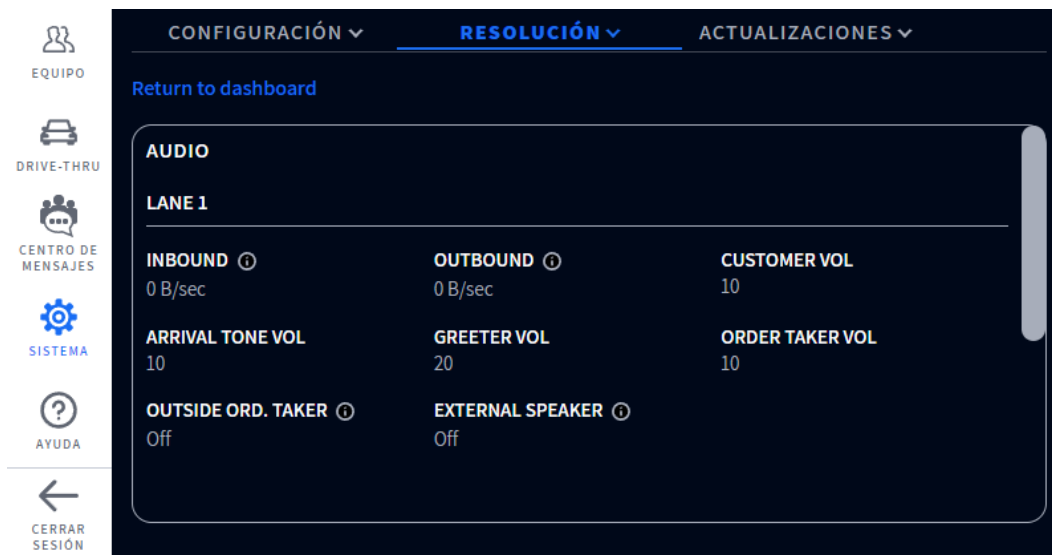 EQUIPO
DRIVE-THRU
CENTRO DE
MENSAJES
SISTEMA
AYUDA
CERRAR
SESIÓN
CONFIGURACIÓN
RESOLUCIÓN
ACTUALIZACIONES
Return to dashboard
AUDIO
LANE 1
INBOUND
0 B/sec
OUTBOUND
0 B/sec
CUSTOMER VOL
10
ARRIVAL TONE VOL
10
GREETER VOL
20
ORDER TAKER VOL
10
OUTSIDE ORD. TAKER
Off
EXTERNAL SPEAKER
Off